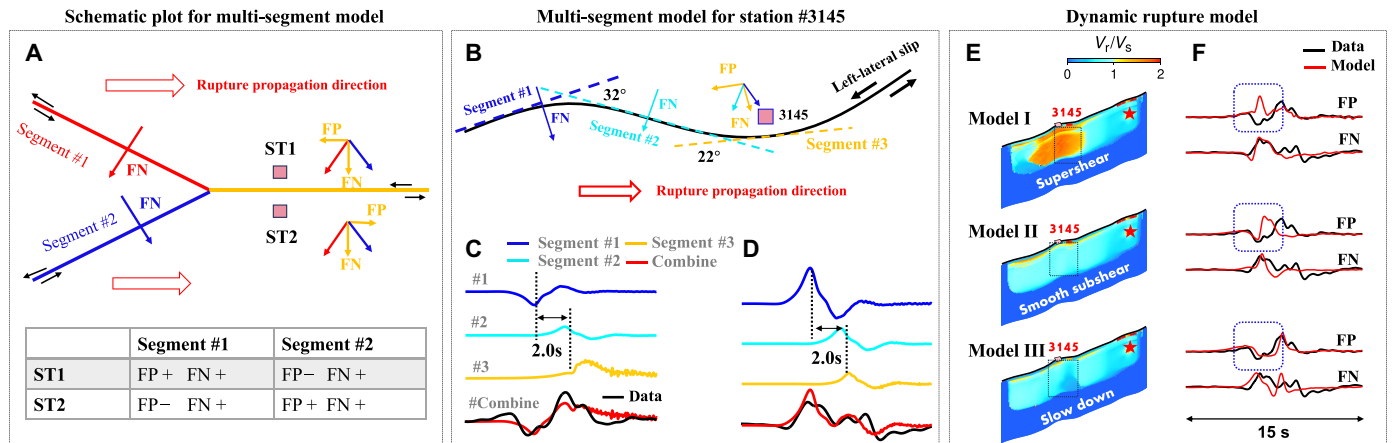 Schematic plot for multi-segment model
Multi-segment model for station #3145
Dynamic rupture model
A
Rupture propagation direction
Segment #1
FN
Segment #2
FN
ST1
ST2
FP
FN
FP
FN
Segment #1 Segment #2
ST1 FP + FN + FP− FN +
ST2 FP− FN + FP + FN +
B
Segment #1
FN
32°
Segment #2
FN
22°
FP
FN
3145
Segment #3
Left-lateral slip
Rupture propagation direction
C
Segment #1 Segment #3
Segment #2 Combine
D
#1
#2
2.0s
#3
#Combine
Data
2.0s
E
Vr/Vs
0 1 2
Model I
3145
Supershear
Model II
3145
Smooth subshear
Model III
3145
Slow down
F
Data
Model
FP
FN
FP
FN
FP
FN
15 s